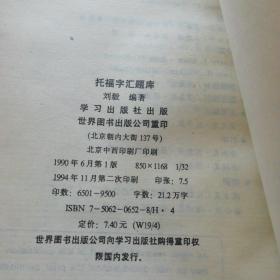 托福字汇题库
刘毅 编著
学习出版社出版
世界图书出版公司重印
(北京朝内大街137号)
北京中西印刷厂印刷
1990年6月第1版 850×1168 1/32
1994年11月第二次印刷 印张:7.5
印数:6501-9500 字数:21.2万字
ISBN 7-5062-0652-8/H·4
定价:7.40元(W19/4)
世界图书出版公司向学习出版社购得重印权
限国内发行。